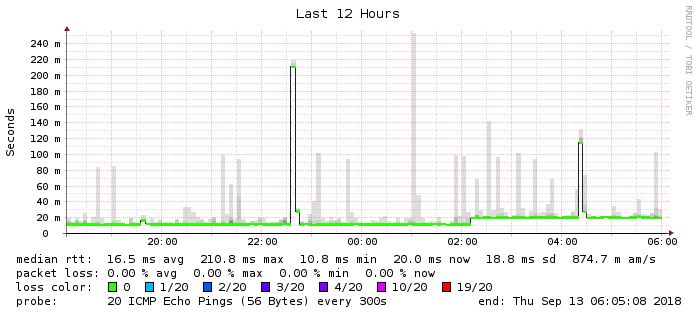 Last 12 Hours
RRDTOOL / TOBI OETIKER
Seconds
240 m
220 m
200 m
180 m
160 m
140 m
120 m
100 m
80 m
60 m
40 m
20 m
0
20:00 22:00 00:00 02:00 04:00 06:00
median rtt: 16.5 ms avg 210.8 ms max 10.8 ms min 20.0 ms now 18.8 ms sd 874.7 m am/s
packet loss: 0.00 % avg 0.00 % max 0.00 % min 0.00 % now
loss color: 0 1/20 2/20 3/20 4/20 10/20 19/20
probe: 20 ICMP Echo Pings (56 Bytes) every 300s end: Thu Sep 13 06:05:08 2018